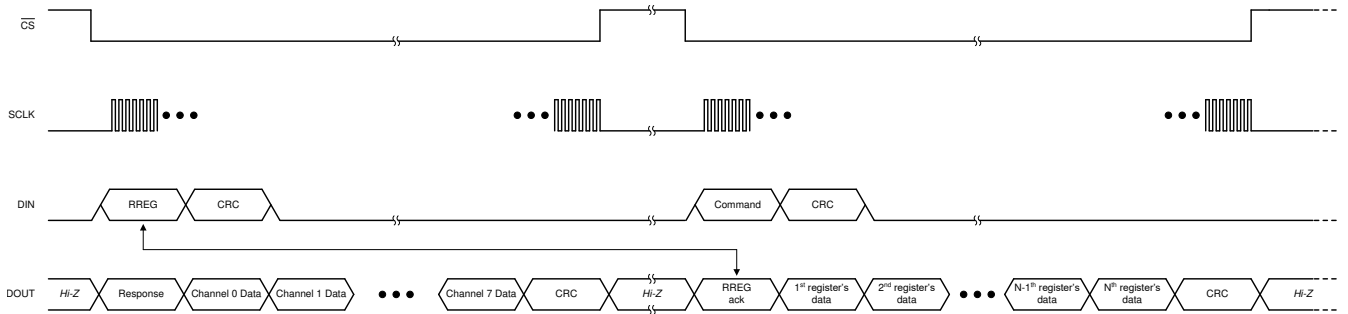 CS
SCLK
DIN
RREG
CRC
Command
CRC
DOUT
Hi-Z
Response
Channel 0 Data
Channel 1 Data
Channel 7 Data
CRC
Hi-Z
RREG
ack
1st register's
data
2nd register's
data
N-1th register's
data
Nth register's
data
CRC
Hi-Z